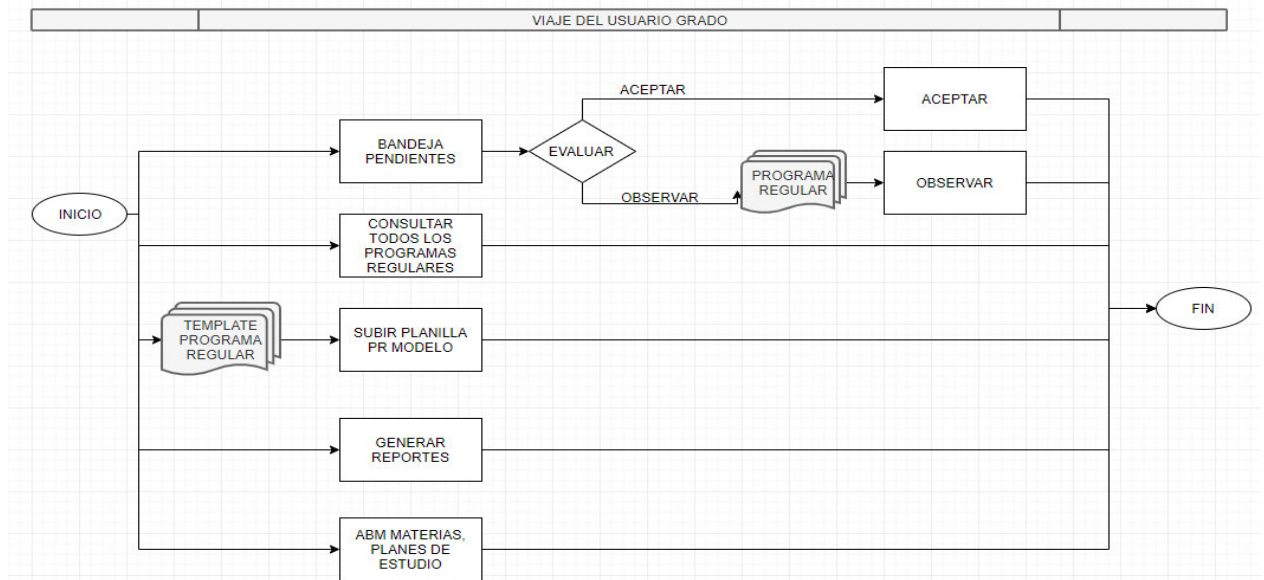 VIAJE DEL USUARIO GRADO
ACEPTAR
ACEPTAR
BANDEJA
PENDIENTES
EVALUAR
PROGRAMA
REGULAR
OBSERVAR
OBSERVAR
INICIO
CONSULTAR
TODOS LOS
PROGRAMAS
REGULARES
TEMPLATE
PROGRAMA
REGULAR
SUBIR PLANILLA
PR MODELO
FIN
GENERAR
REPORTES
ABM MATERIAS,
PLANES DE
ESTUDIO